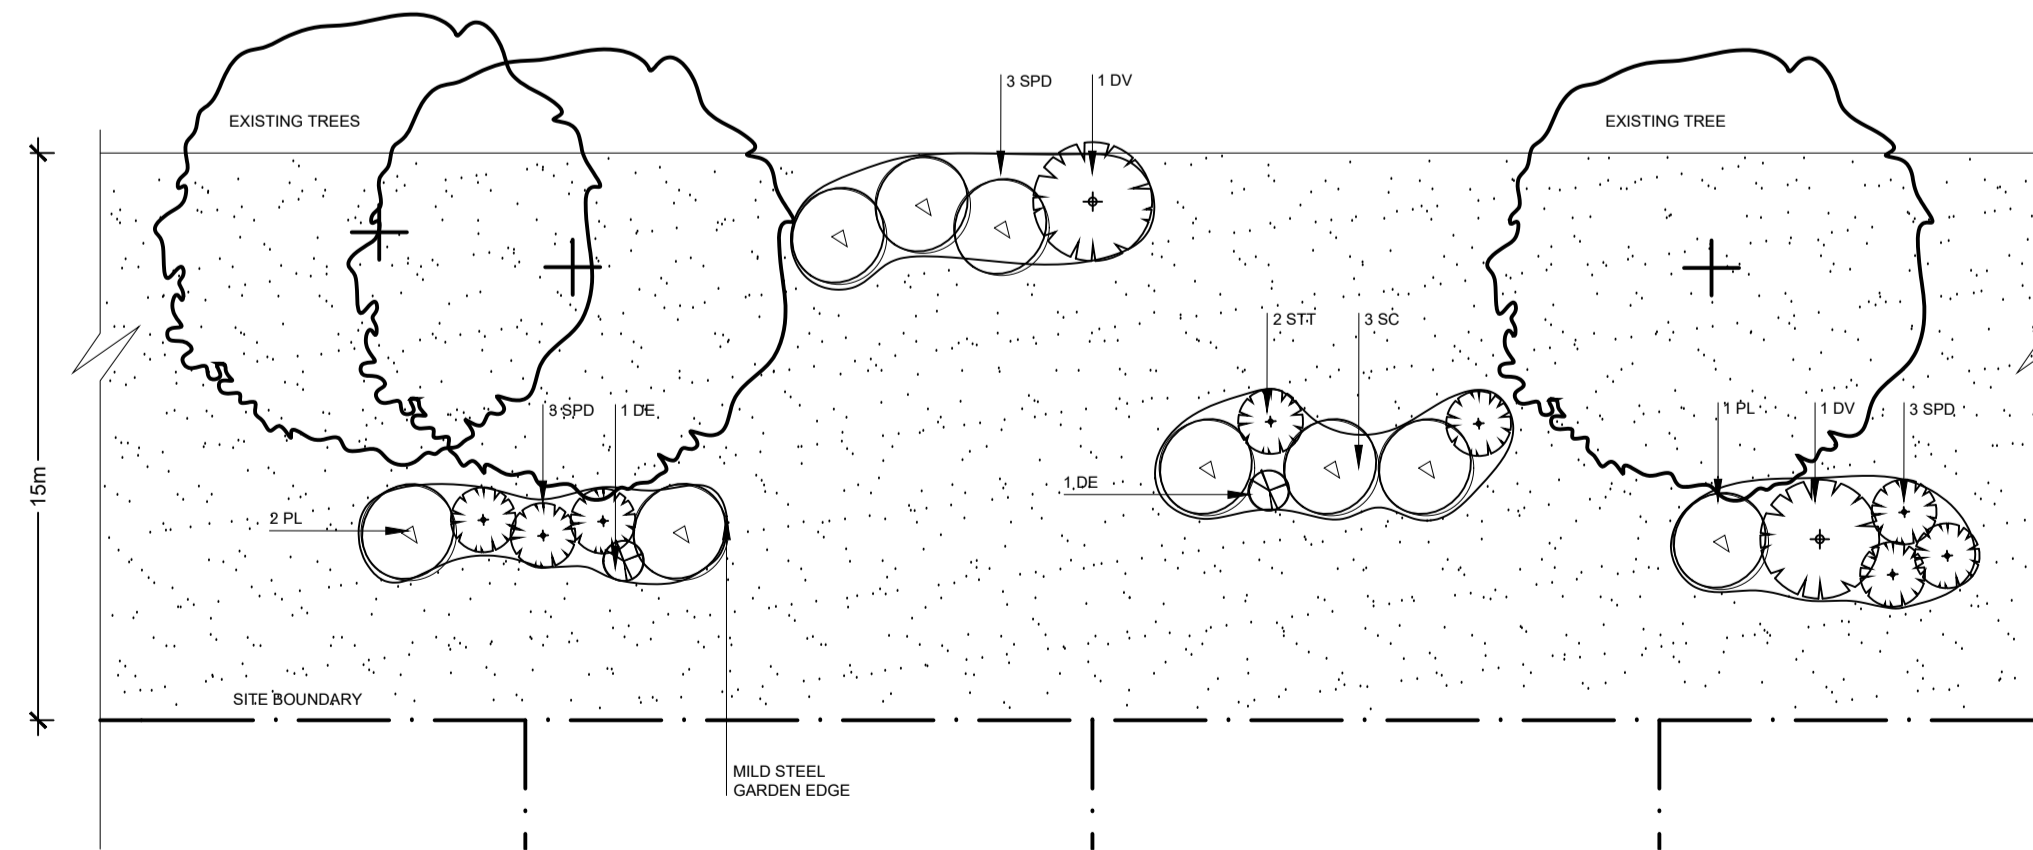 3 SPD
1 DV
EXISTING TREES
EXISTING TREE
2 STT
3 SC
3 SPD
1 DE
1 PL
1 DV
3 SPD
1 DE
15m
2 PL
SITE BOUNDARY
MILD STEEL
GARDEN EDGE